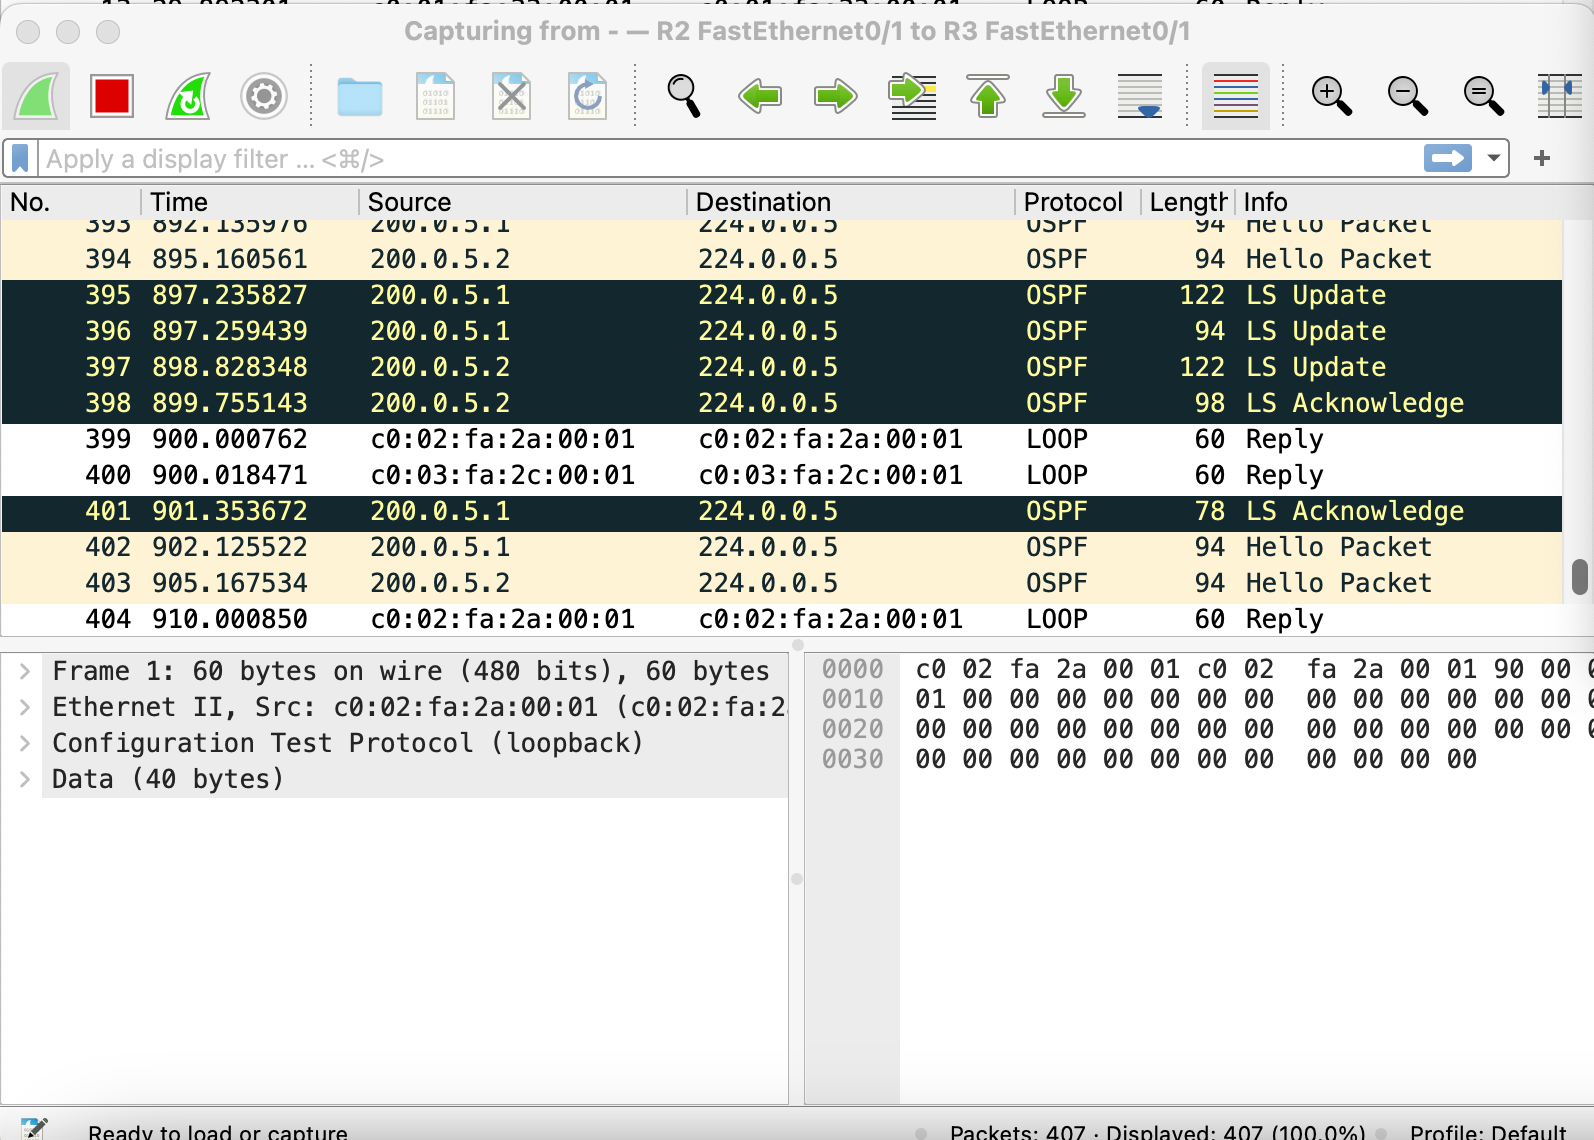 Capturing from - — R2 FastEthernet0/1 to R3 FastEthernet0/1
Apply a display filter ... <⌘/>
No. Time Source Destination Protocol Length Info
393 892.135976 200.0.5.1 224.0.0.5 OSPF 94 Hello Packet
394 895.160561 200.0.5.2 224.0.0.5 OSPF 94 Hello Packet
395 897.235827 200.0.5.1 224.0.0.5 OSPF 122 LS Update
396 897.259439 200.0.5.1 224.0.0.5 OSPF 94 LS Update
397 898.828348 200.0.5.2 224.0.0.5 OSPF 122 LS Update
398 899.755143 200.0.5.2 224.0.0.5 OSPF 98 LS Acknowledge
399 900.000762 c0:02:fa:2a:00:01 c0:02:fa:2a:00:01 LOOP 60 Reply
400 900.018471 c0:03:fa:2c:00:01 c0:03:fa:2c:00:01 LOOP 60 Reply
401 901.353672 200.0.5.1 224.0.0.5 OSPF 78 LS Acknowledge
402 902.125522 200.0.5.1 224.0.0.5 OSPF 94 Hello Packet
403 905.167534 200.0.5.2 224.0.0.5 OSPF 94 Hello Packet
404 910.000850 c0:02:fa:2a:00:01 c0:02:fa:2a:00:01 LOOP 60 Reply
Frame 1: 60 bytes on wire (480 bits), 60 bytes
Ethernet II, Src: c0:02:fa:2a:00:01 (c0:02:fa:2
Configuration Test Protocol (loopback)
Data (40 bytes)
0000 c0 02 fa 2a 00 01 c0 02 fa 2a 00 01 90 00
0010 01 00 00 00 00 00 00 00 00 00 00 00 00 00
0020 00 00 00 00 00 00 00 00 00 00 00 00 00 00
0030 00 00 00 00 00 00 00 00 00 00 00 00
Ready to load or capture
Packets: 407 · Displayed: 407 (100.0%)
Profile: Default